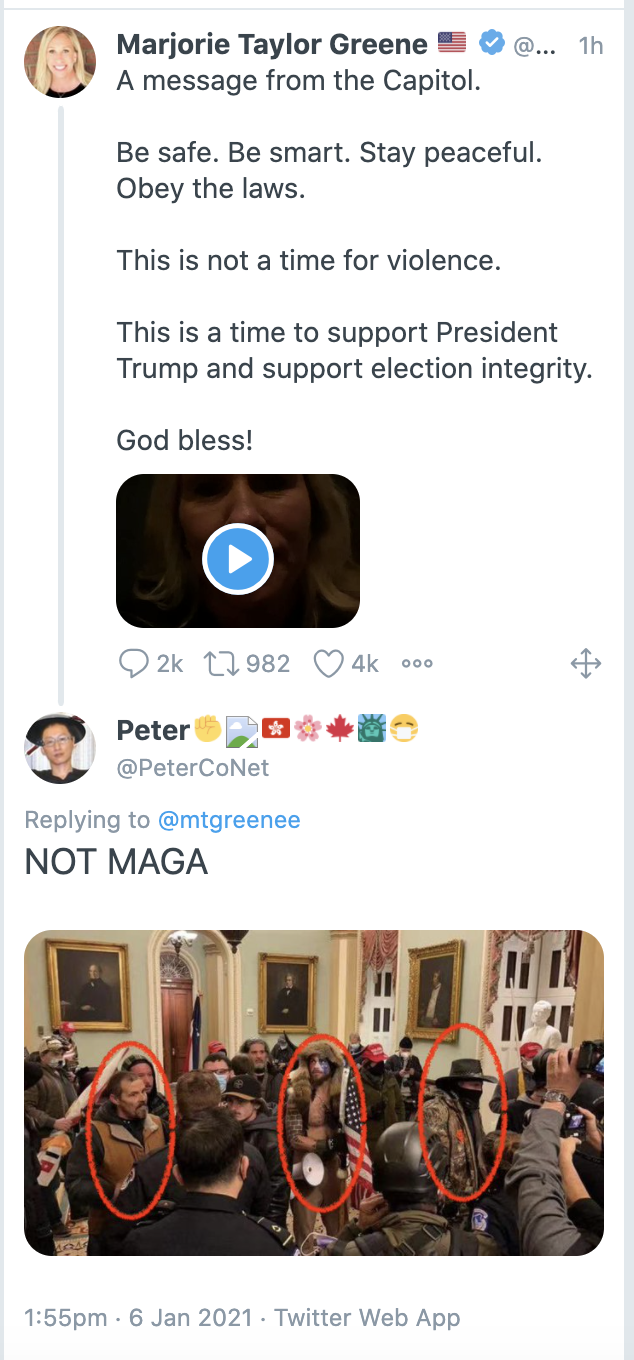 Marjorie Taylor Greene 🇺🇸 @... 1h
A message from the Capitol.
Be safe. Be smart. Stay peaceful.
Obey the laws.
This is not a time for violence.
This is a time to support President
Trump and support election integrity.
God bless!
2k 982 4k
Peter✊🇭🇰🌸🍁🗽😷
@PeterCoNet
Replying to @mtgreenee
NOT MAGA
1:55pm · 6 Jan 2021 · Twitter Web App